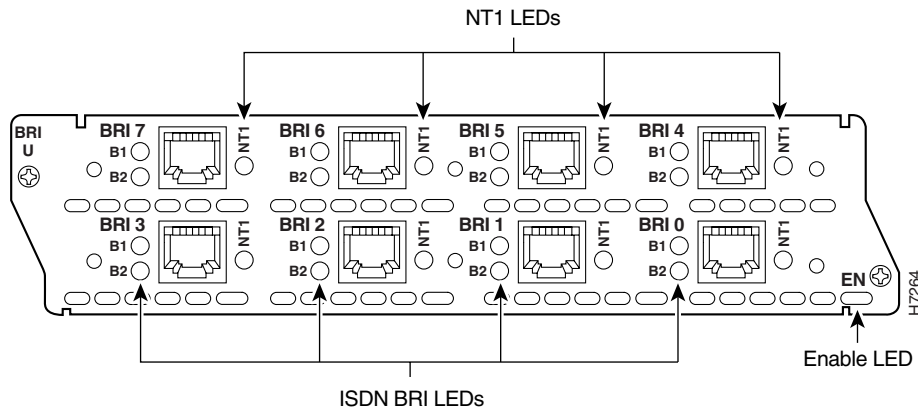 NT1 LEDs
BRI U
BRI 7
B1
B2
NT1
BRI 6
B1
B2
NT1
BRI 5
B1
B2
NT1
BRI 4
B1
B2
NT1
BRI 3
B1
B2
NT1
BRI 2
B1
B2
NT1
BRI 1
B1
B2
NT1
BRI 0
B1
B2
NT1
EN
H7264
Enable LED
ISDN BRI LEDs